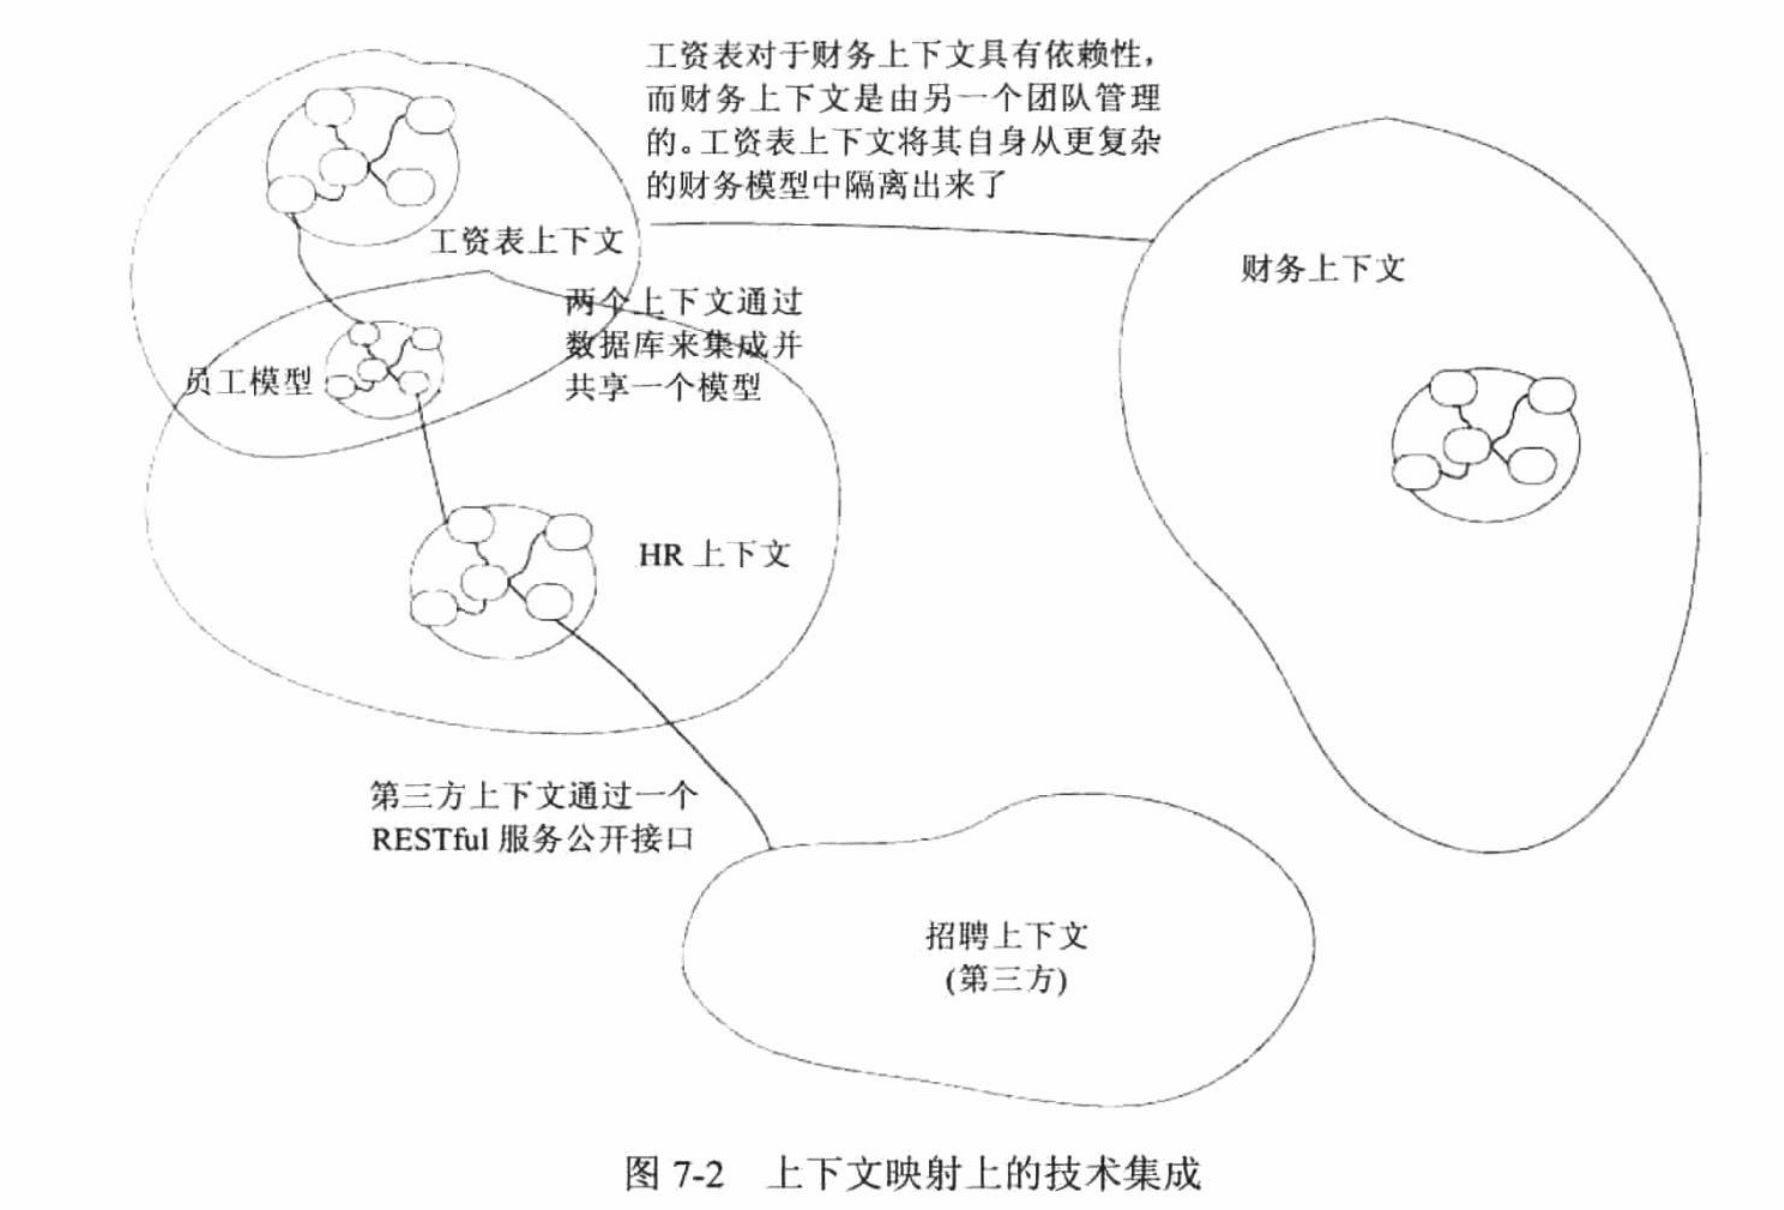 工资表对于财务上下文具有依赖性，
而财务上下文是由另一个团队管理
的。工资表上下文将其自身从更复杂
的财务模型中隔离出来了
工资表上下文
财务上下文
两个上下文通过
数据库来集成并
共享一个模型
员工模型
HR 上下文
第三方上下文通过一个
RESTful 服务公开接口
招聘上下文
(第三方)
图 7-2 上下文映射上的技术集成